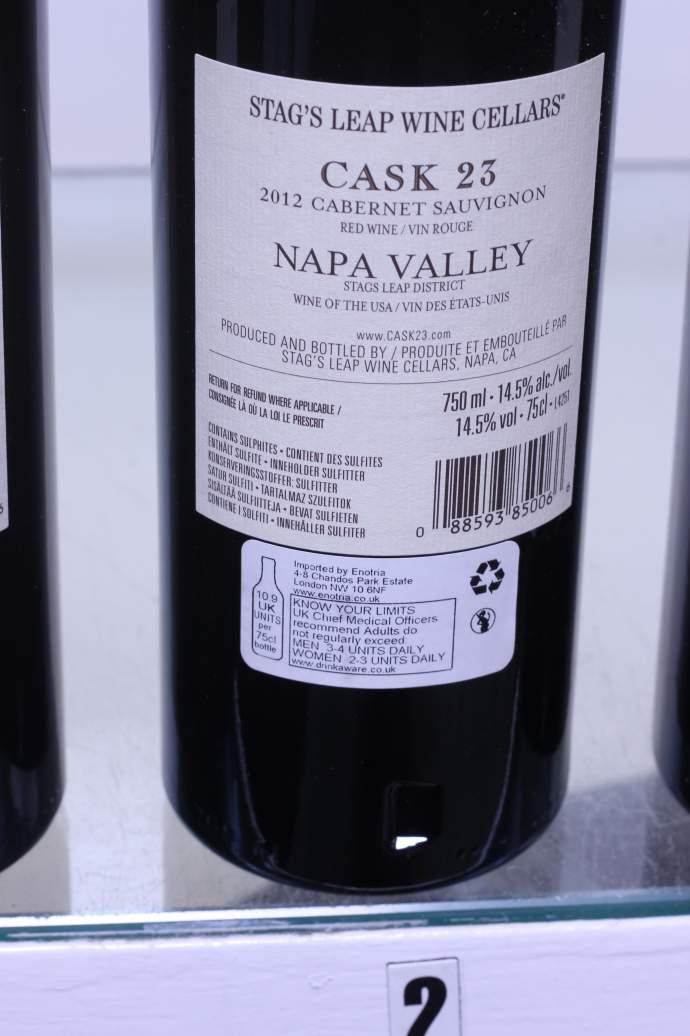 STAG'S LEAP WINE CELLARS®
CASK 23
2012 CABERNET SAUVIGNON
RED WINE / VIN ROUGE
NAPA VALLEY
STAGS LEAP DISTRICT
WINE OF THE USA / VIN DES ÉTATS-UNIS
www.CASK23.com
PRODUCED AND BOTTLED BY / PRODUITE ET EMBOUTEILLÉ PAR
STAG'S LEAP WINE CELLARS, NAPA, CA
RETURN FOR REFUND WHERE APPLICABLE /
CONSIGNÉE LÀ OÙ LA LOI LE PRESCRIT
750 ml • 14.5% alc./vol.
14.5% vol • 75cl •
CONTAINS SULPHITES • CONTIENT DES SULFITES
ENTHÄLT SULFITE • INNEHOLDER SULFITTER
KONSERVERINGSSTOFFER: SULFITTER
SATUR SULFITI • TARTALMAZ SZULFITOK
SISÄLTÄÄ SULFIITTEJA • BEVAT SULFIETEN
CONTIENE I SOLFITI • INNEHÅLLER SULFITER
0 88593 85006 6
Imported by Enotria
4-8 Chandos Park Estate
London NW 10 6NF
www.enotria.co.uk
10.9
UK
UNITS
per
75cl
bottle
KNOW YOUR LIMITS
UK Chief Medical Officers
recommend Adults do
not regularly exceed:
MEN 3-4 UNITS DAILY
WOMEN 2-3 UNITS DAILY
www.drinkaware.co.uk
2